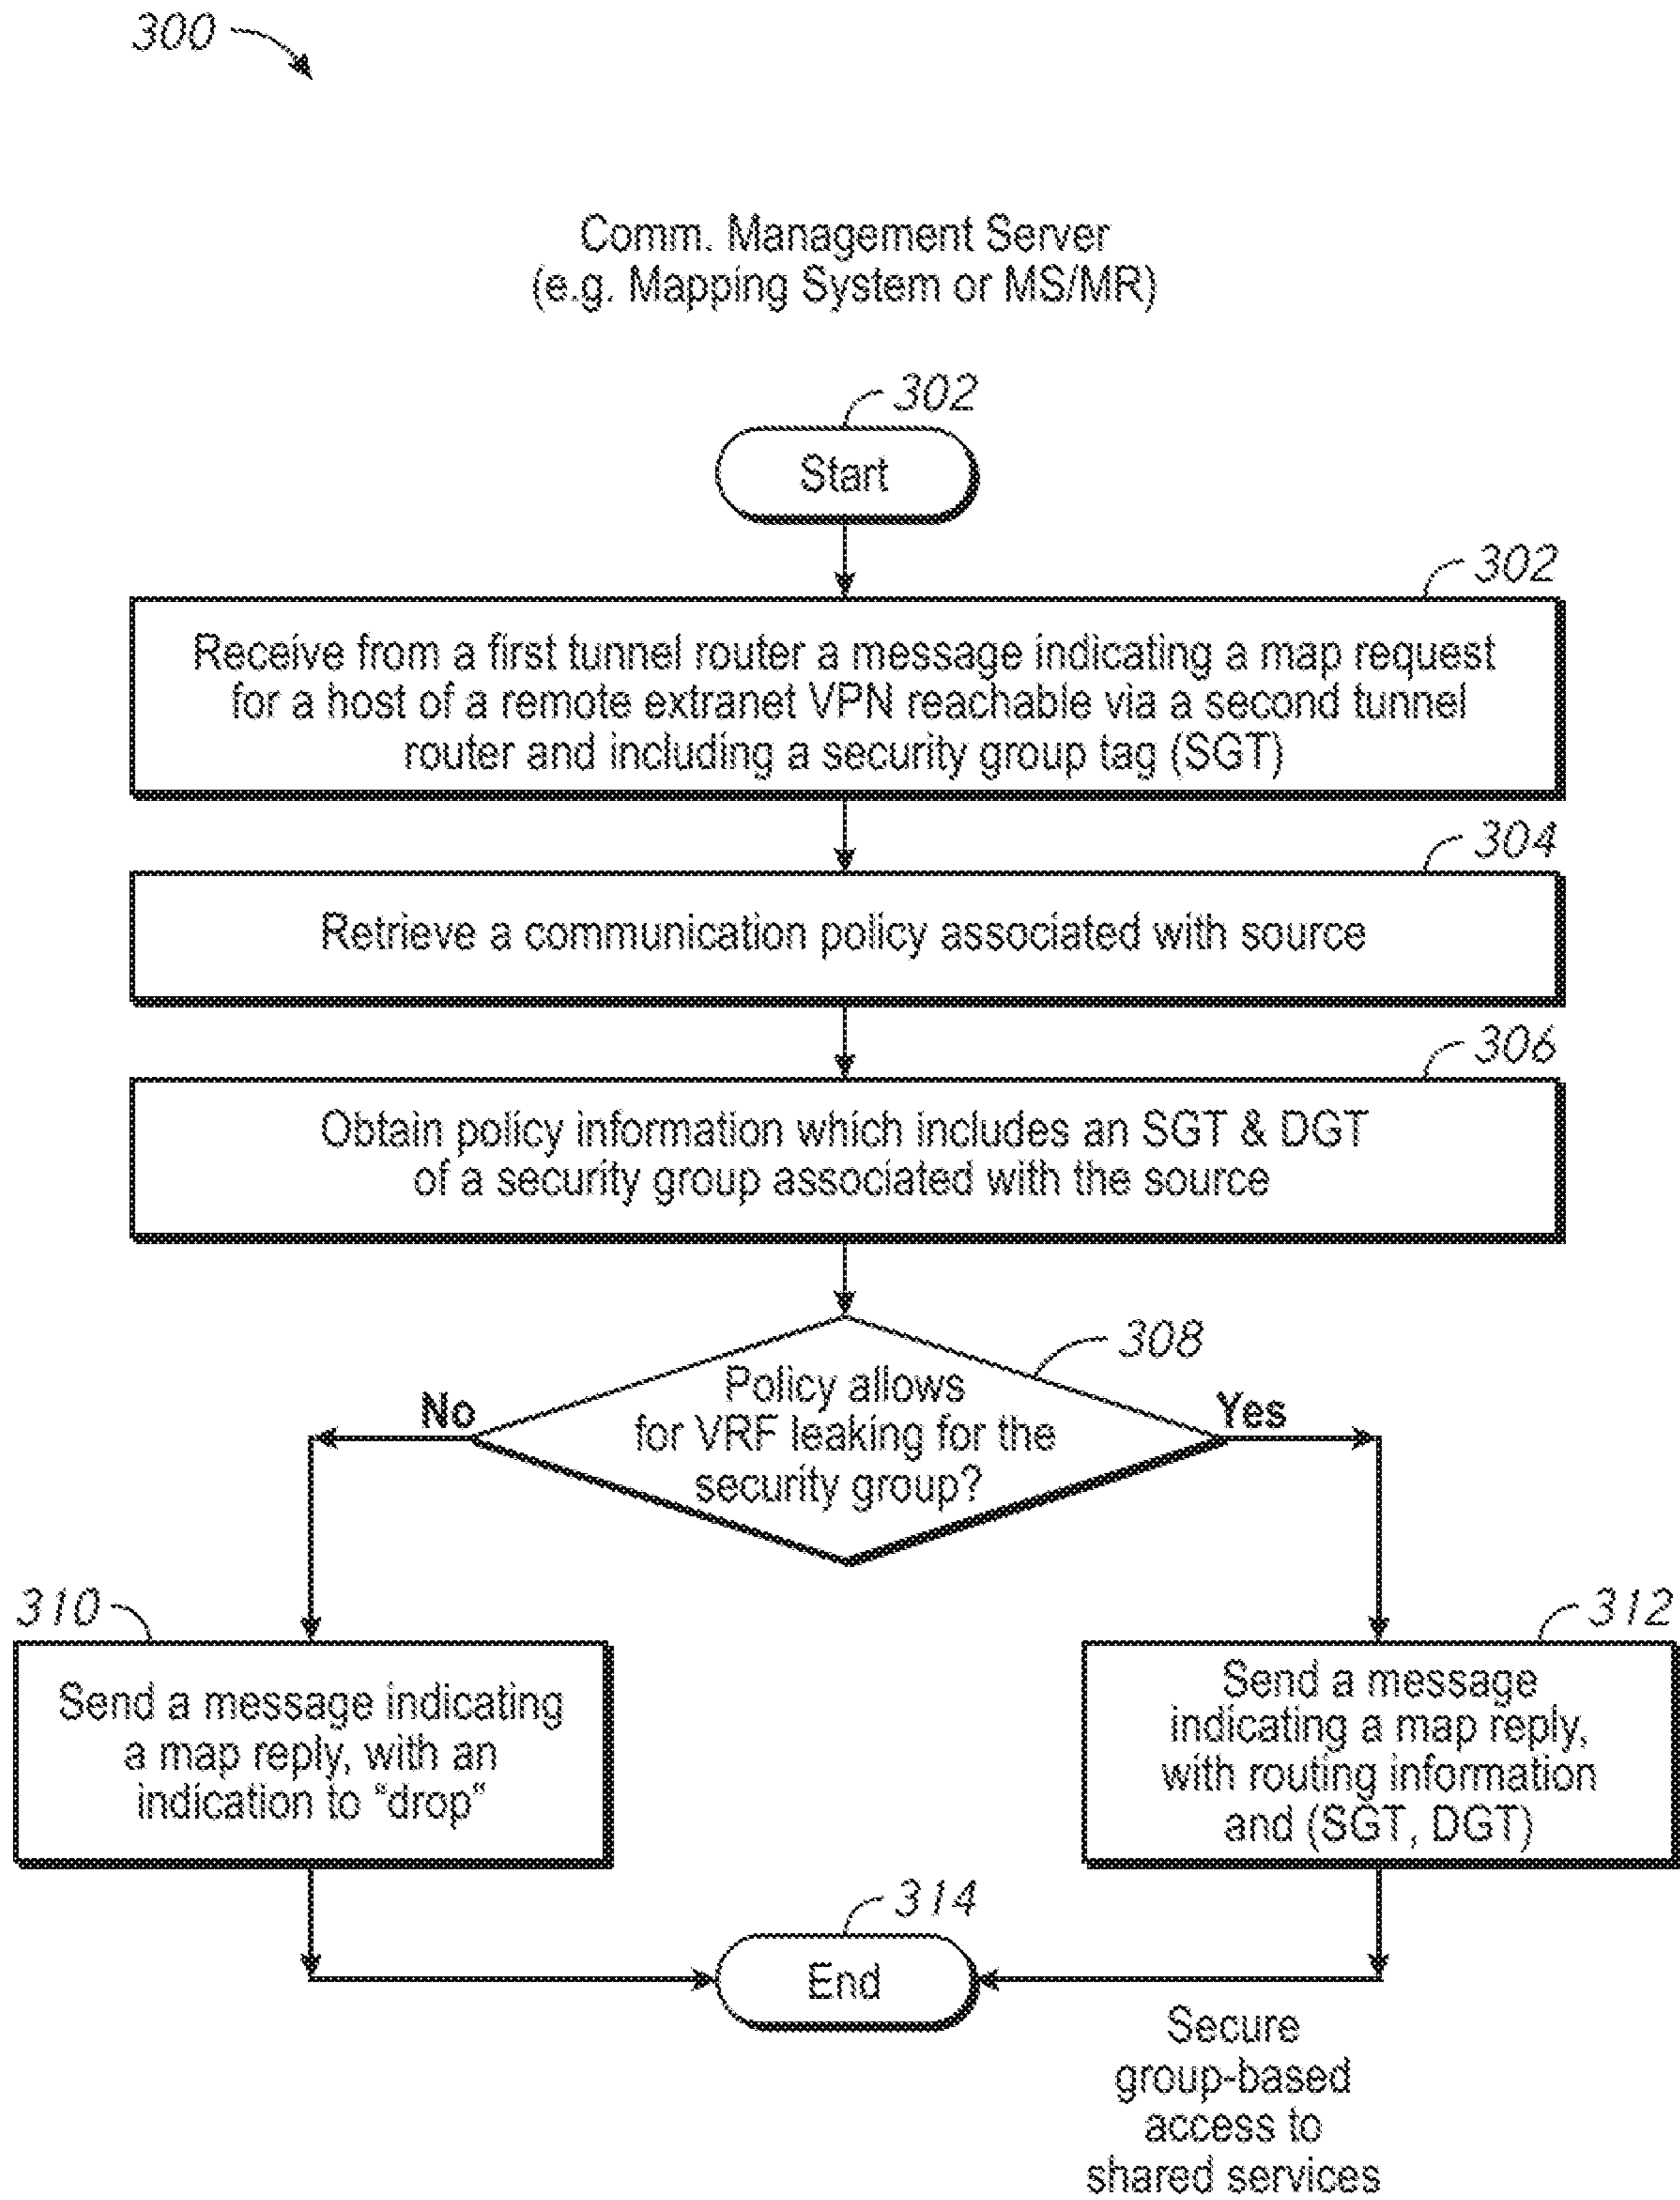 300
Comm. Management Server
(e.g. Mapping System or MS/MR)
302
Start
302
Receive from a first tunnel router a message indicating a map request
for a host of a remote extranet VPN reachable via a second tunnel
router and including a security group tag (SGT)
304
Retrieve a communication policy associated with source
306
Obtain policy information which includes an SGT & DGT
of a security group associated with the source
308
Policy allows
for VRF leaking for the
security group?
No
Yes
310
Send a message indicating
a map reply, with an
indication to “drop”
312
Send a message
indicating a map reply,
with routing information
and (SGT, DGT)
314
End
Secure
group-based
access to
shared services